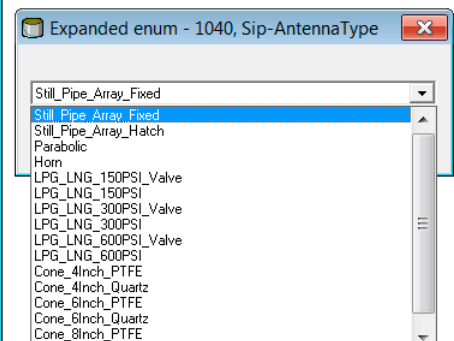 Expanded enum - 1040, Sip-AntennaType
Still_Pipe_Array_Fixed
Still_Pipe_Array_Fixed
Still_Pipe_Array_Hatch
Parabolic
Horn
LPG_LNG_150PSI_Valve
LPG_LNG_150PSI
LPG_LNG_300PSI_Valve
LPG_LNG_300PSI
LPG_LNG_600PSI_Valve
LPG_LNG_600PSI
Cone_4Inch_PTFE
Cone_4Inch_Quartz
Cone_6Inch_PTFE
Cone_6Inch_Quartz
Cone_8Inch_PTFE